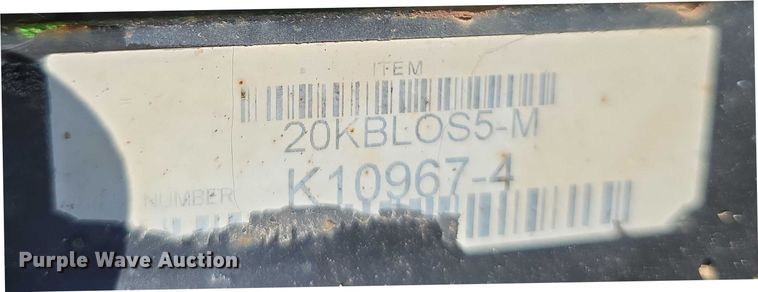 ITEM
20KBLOS5-M
K10967-4
NUMBER
Purple Wave Auction